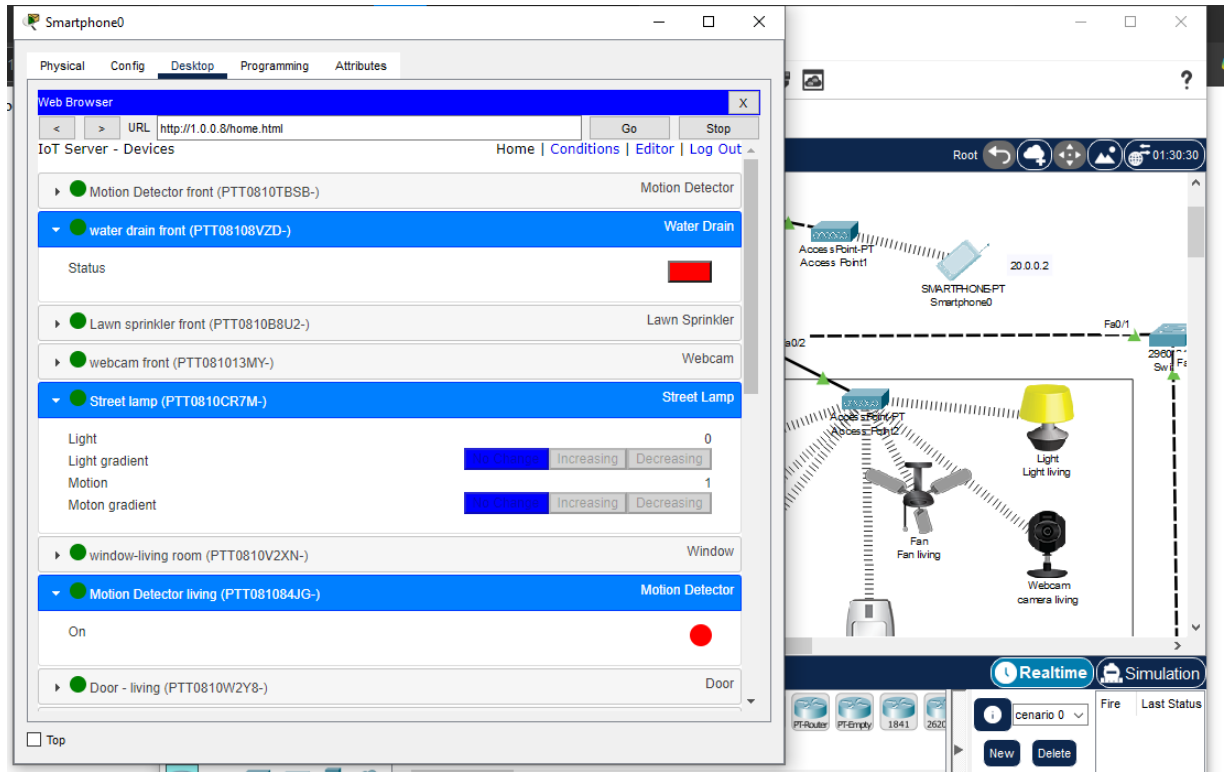 Smartphone0
Physical Config Desktop Programming Attributes
Web Browser X
< > URL http://1.0.0.8/home.html Go Stop
IoT Server - Devices Home | Conditions | Editor | Log Out
Motion Detector front (PTT0810TBSB-) Motion Detector
water drain front (PTT08108VZD-) Water Drain
Status
Lawn sprinkler front (PTT0810B8U2-) Lawn Sprinkler
webcam front (PTT081013MY-) Webcam
Street lamp (PTT0810CR7M-) Street Lamp
Light 0
Light gradient Increasing Decreasing
Motion 1
Moton gradient Increasing Decreasing
window-living room (PTT0810V2XN-) Window
Motion Detector living (PTT081084JG-) Motion Detector
On
Door - living (PTT0810W2Y8-) Door
Top
?
Root 01:30:30
AccessPoint-PT
Access Point1
20.0.0.2
SMARTPHONE-PT
Smartphone0
Fa0/1
a0/2
2960
Swi
AccessPoint-PT
Access Point2
Light
Light living
Fan
Fan living
Webcam
camera living
Realtime Simulation
PT-Router PT-Empty 1841 262
cenario 0
New Delete
Fire Last Status